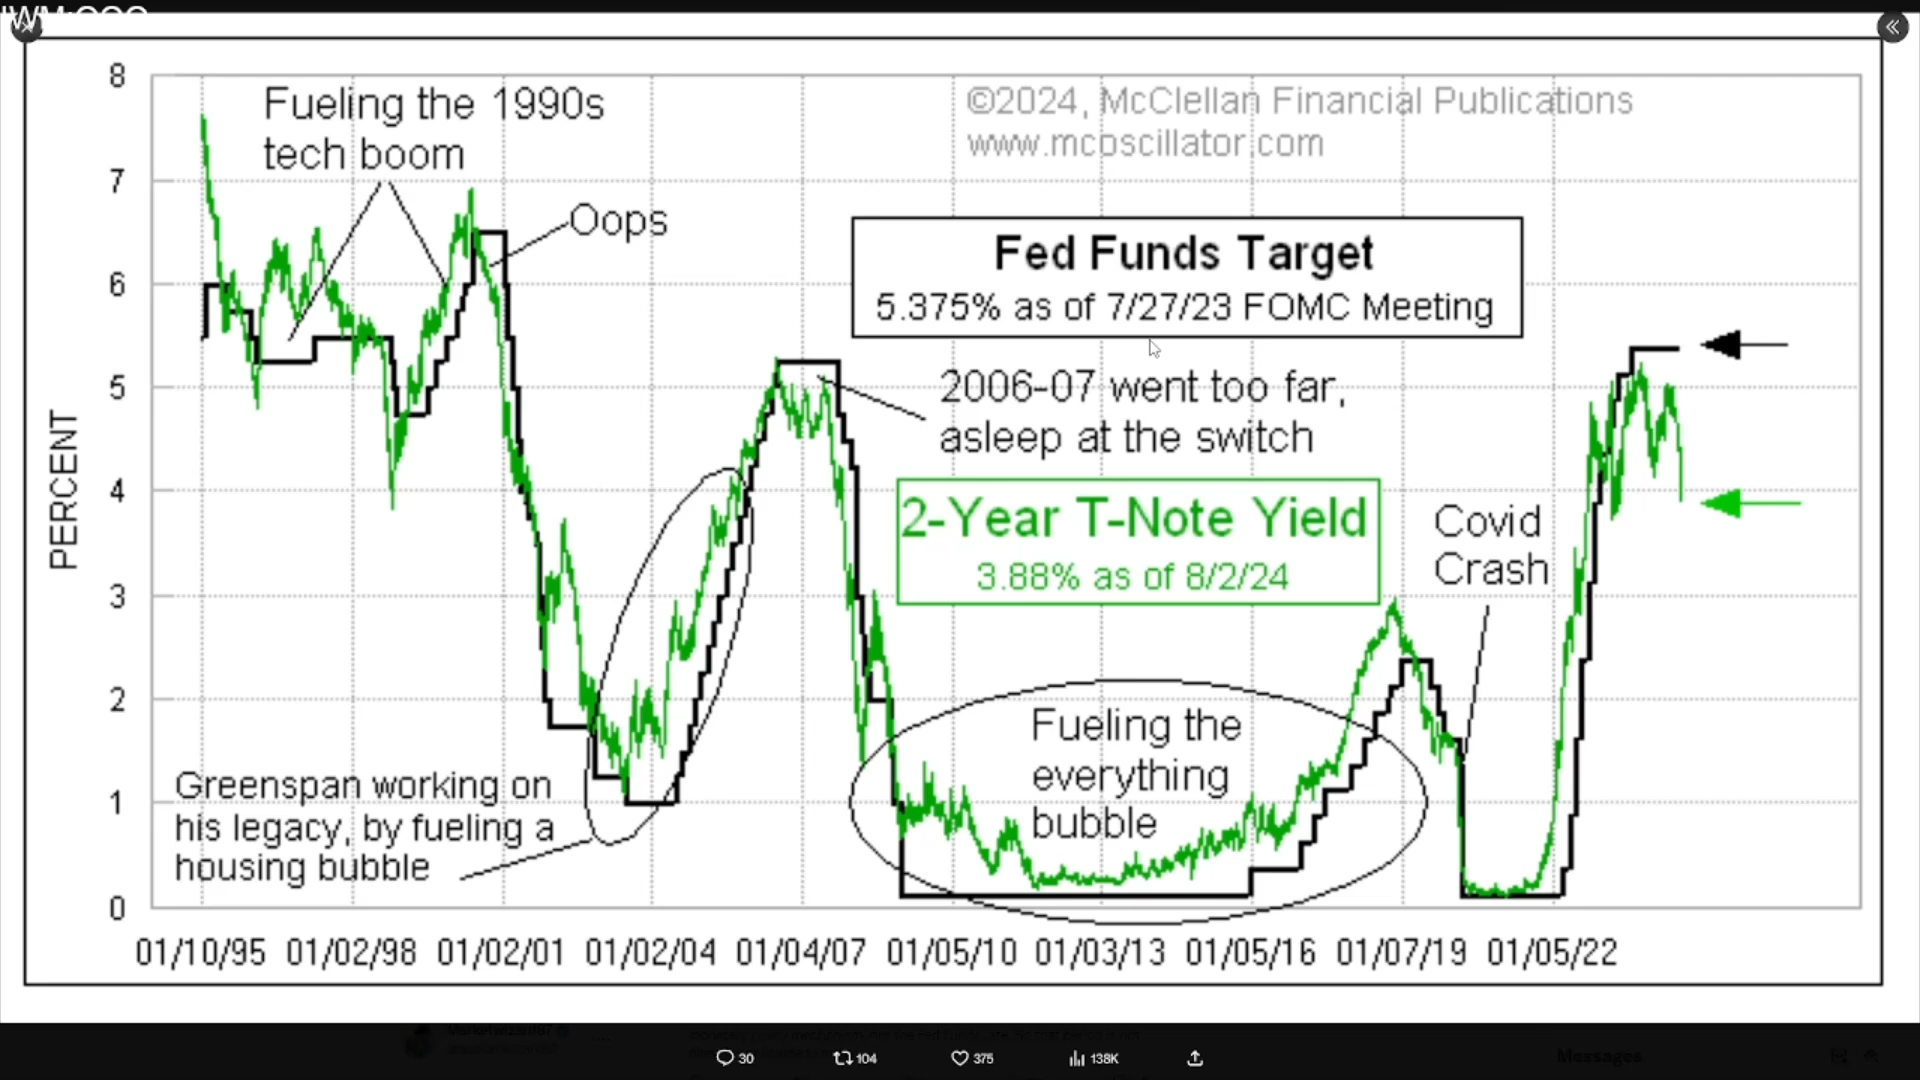 8
Fueling the 1990s
tech boom
©2024, McClellan Financial Publications
www.mcoscillator.com
7
Oops
Fed Funds Target
5.375% as of 7/27/23 FOMC Meeting
6
5
2006-07 went too far,
asleep at the switch
PERCENT
4
2-Year T-Note Yield
3.88% as of 8/2/24
Covid
Crash
3
2
Fueling the
everything
bubble
Greenspan working on
his legacy, by fueling a
housing bubble
1
0
01/10/95 01/02/98 01/02/01 01/02/04 01/04/07 01/05/10 01/03/13 01/05/16 01/07/19 01/05/22
30 104 375 138K
Messages